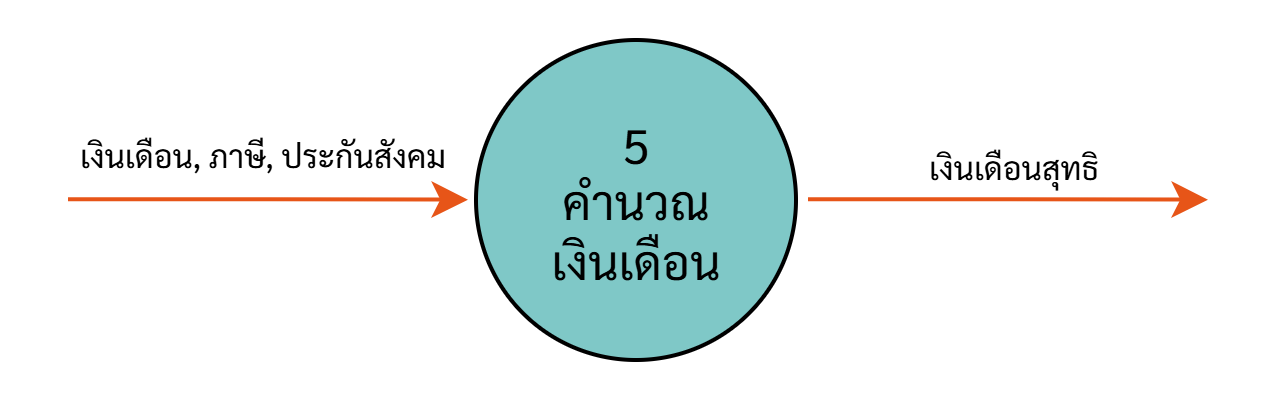 เงินเดือน, ภาษี, ประกันสังคม
5
คำนวณ
เงินเดือน
เงินเดือนสุทธิ